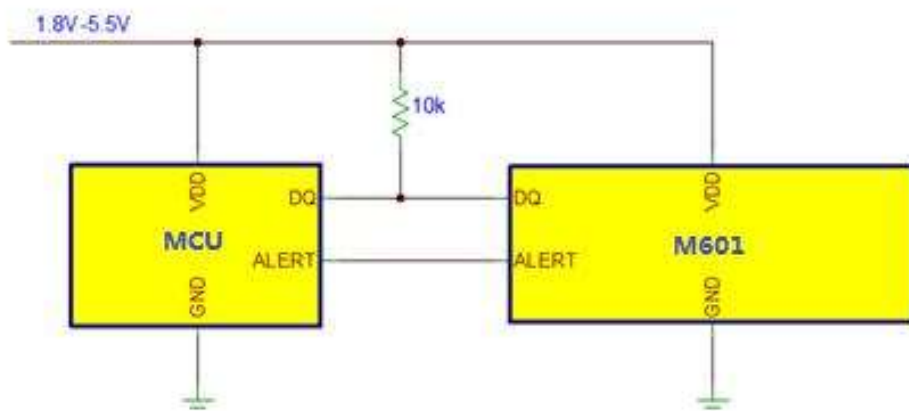 1.8V-5.5V
10k
VDD
DQ
MCU
ALERT
GND
VDD
DQ
M601
ALERT
GND